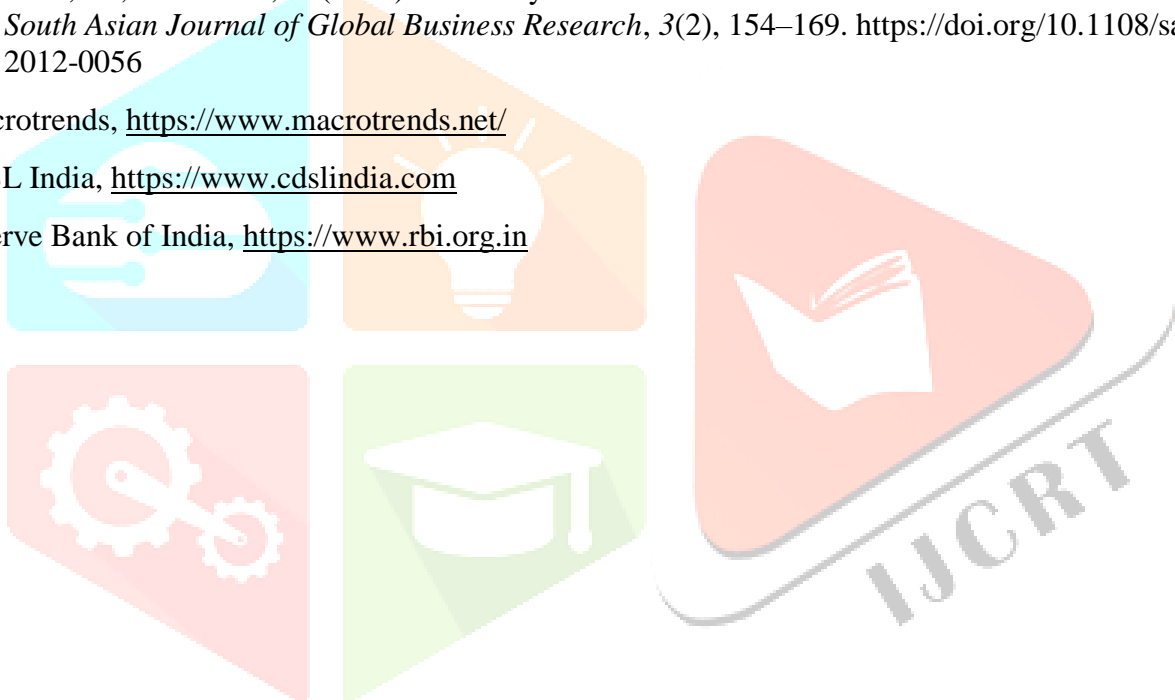 South Asian Journal of Global Business Research, 3(2), 154–169. https://doi.org/10.1108/sa
2012-0056
crotrends, https://www.macrotrends.net/
L India, https://www.cdslindia.com
erve Bank of India, https://www.rbi.org.in
IJCRT